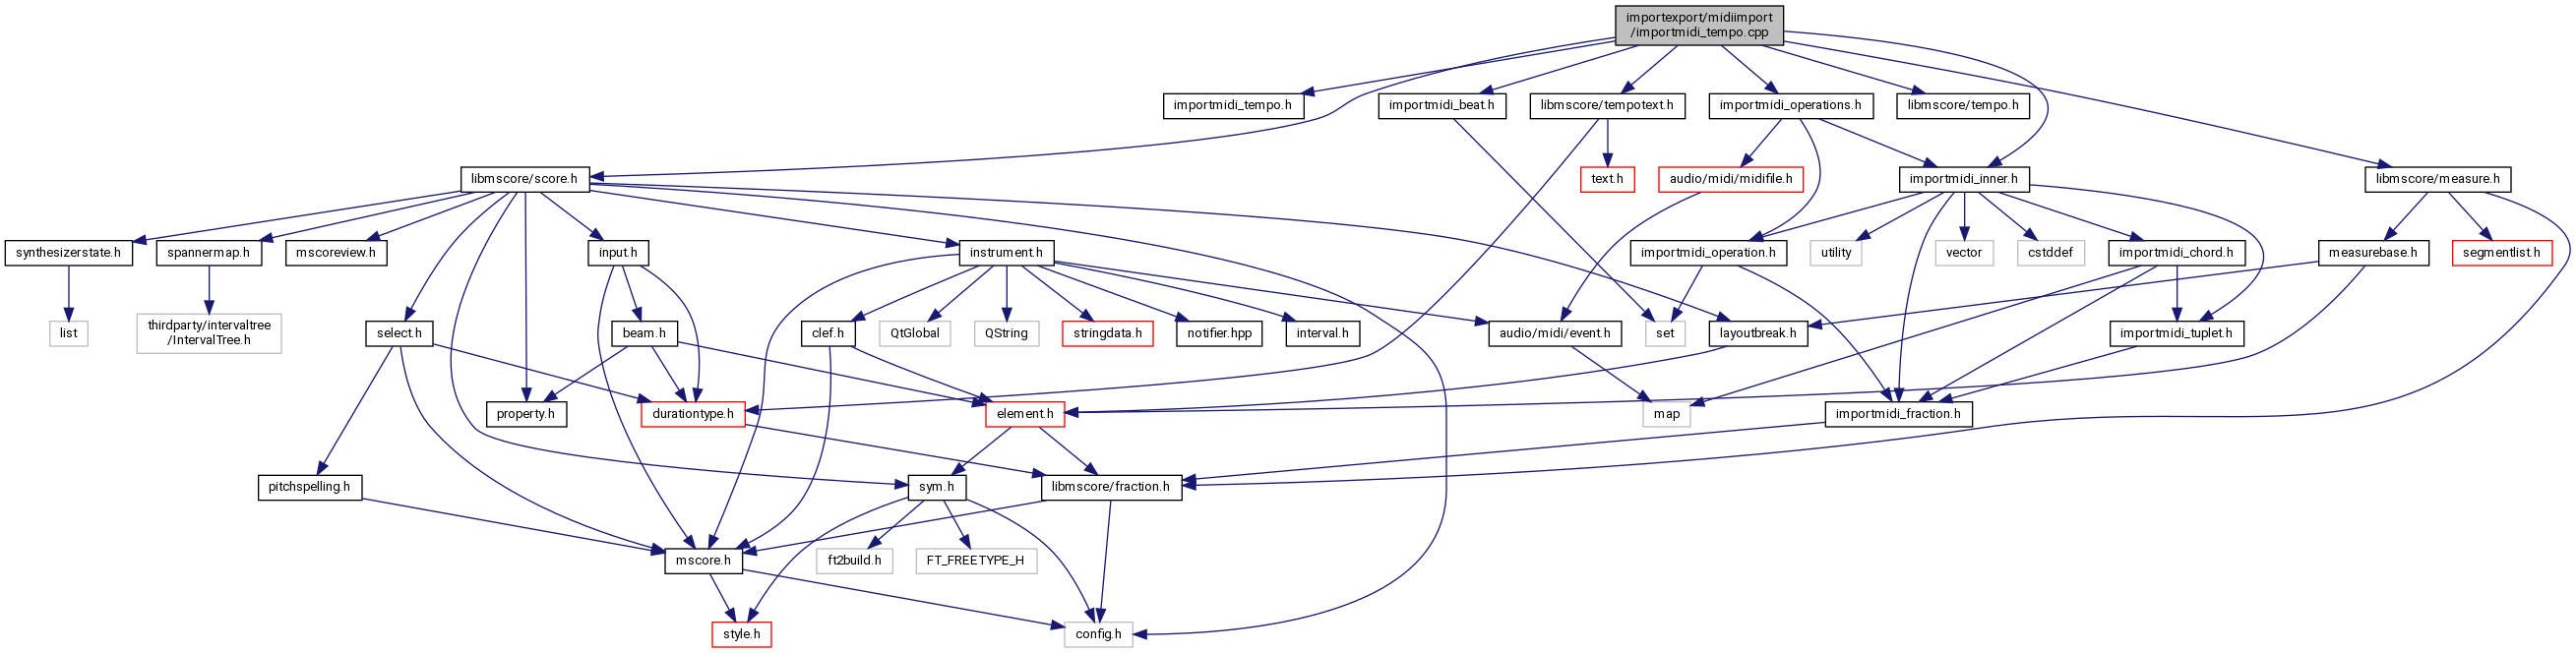 importexport/midiimport
/importmidi_tempo.cpp
importmidi_tempo.h
importmidi_beat.h
libmscore/tempotext.h
importmidi_operations.h
libmscore/tempo.h
libmscore/score.h
text.h
audio/midi/midifile.h
importmidi_inner.h
libmscore/measure.h
synthesizerstate.h
spannermap.h
mscoreview.h
input.h
instrument.h
importmidi_operation.h
utility
vector
cstddef
importmidi_chord.h
measurebase.h
segmentlist.h
list
thirdparty/intervaltree
/IntervalTree.h
select.h
beam.h
clef.h
QtGlobal
QString
stringdata.h
notifier.hpp
interval.h
audio/midi/event.h
set
layoutbreak.h
importmidi_tuplet.h
property.h
durationtype.h
element.h
map
importmidi_fraction.h
pitchspelling.h
sym.h
libmscore/fraction.h
mscore.h
ft2build.h
FT_FREETYPE_H
style.h
config.h